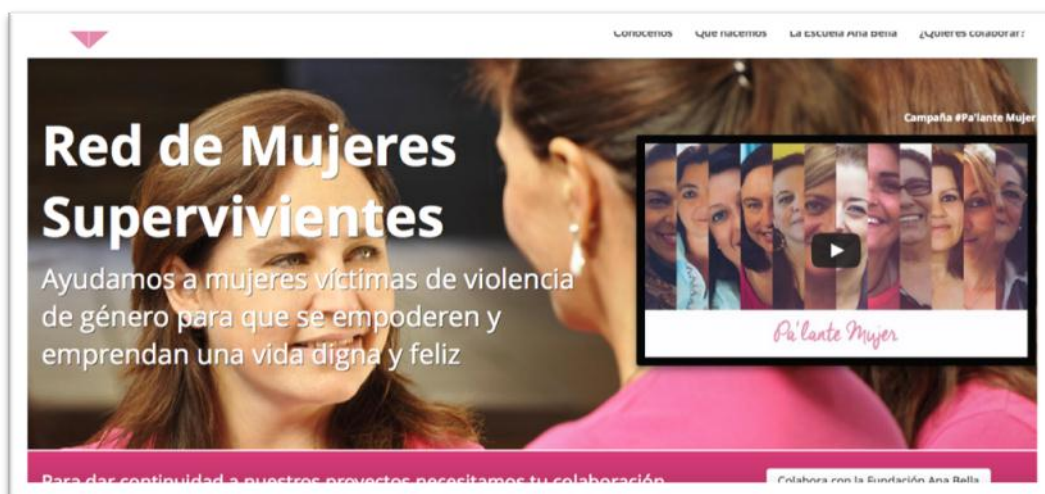 Conócenos Qué hacemos La Escuela Ana Bella ¿Quieres colaborar?
Campaña #Pa'lante Mujer
Red de Mujeres
Supervivientes
Ayudamos a mujeres víctimas de violencia
de género para que se empoderen y
emprendan una vida digna y feliz
Pa'lante Mujer
Para dar continuidad a nuestros proyectos necesitamos tu colaboración
Colabora con la Fundación Ana Bella